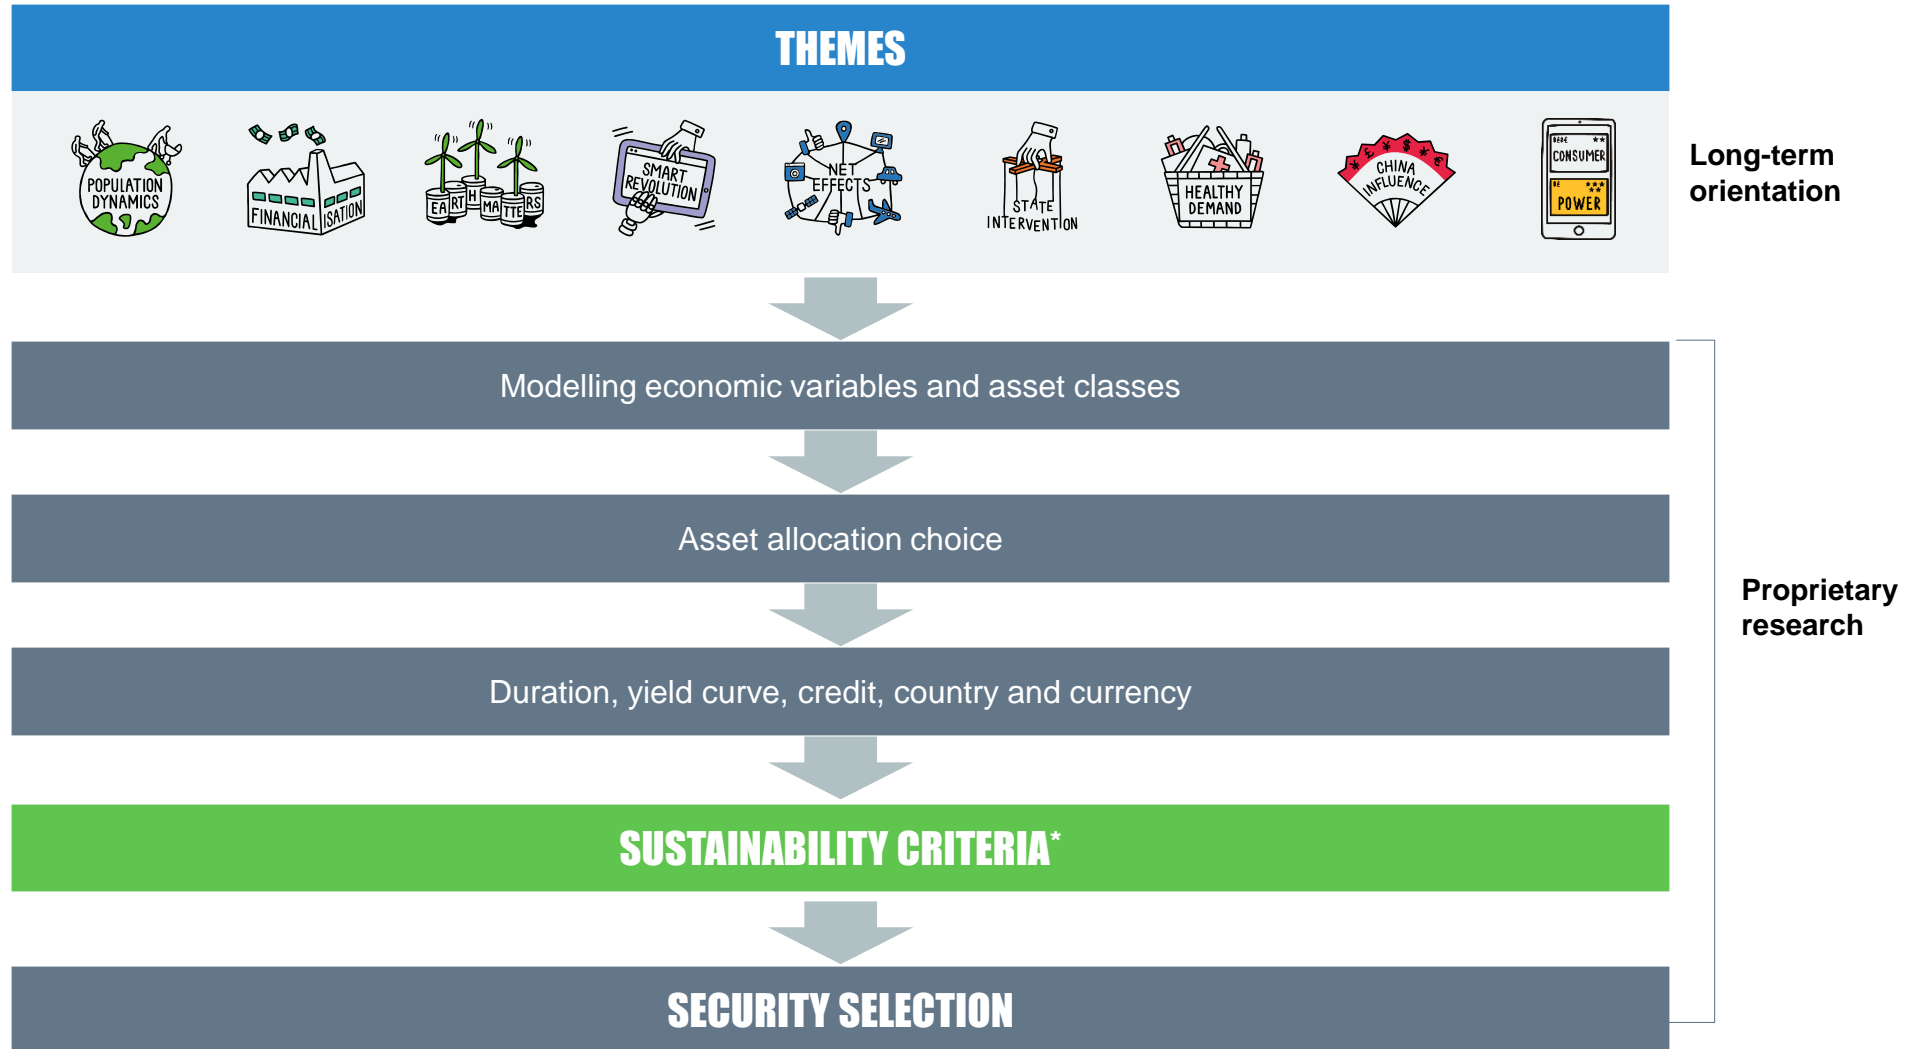 THEMES
POPULATION
DYNAMICS
FINANCIALISATION
EARTH MATTERS
SMART
REVOLUTION
NET
EFFECTS
STATE
INTERVENTION
HEALTHY
DEMAND
¥ £ ¥ $ ¥ €
CHINA
INFLUENCE
CONSUMER
POWER
Long-term
orientation
Modelling economic variables and asset classes
Asset allocation choice
Duration, yield curve, credit, country and currency
Proprietary
research
SUSTAINABILITY CRITERIA*
SECURITY SELECTION